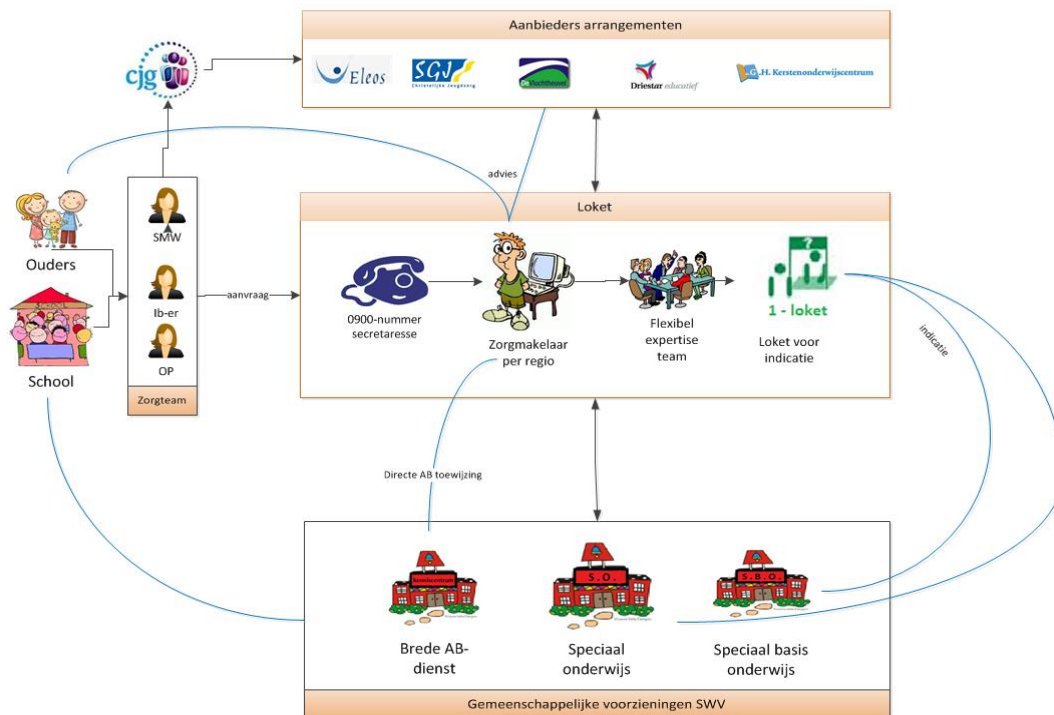 Aanbieders arrangementen
cjg
Eleos
SGJ
Christelijke Jeugdzorg
De Vluchtheuvel
Driestar educatief
G.H. Kerstenonderwijscentrum
advies
Loket
Ouders
School
SMW
Ib-er
OP
Zorgteam
aanvraag
0900-nummer
secretaresse
Zorgmakelaar
per regio
Flexibel
expertise
team
?
1 - loket
Loket voor
indicatie
Indicatie
Directe AB toewijzing
kenniscentrum
S.O.
S.B.O.
Brede AB-
dienst
Speciaal
onderwijs
Speciaal basis
onderwijs
Gemeenschappelijke voorzieningen SWV